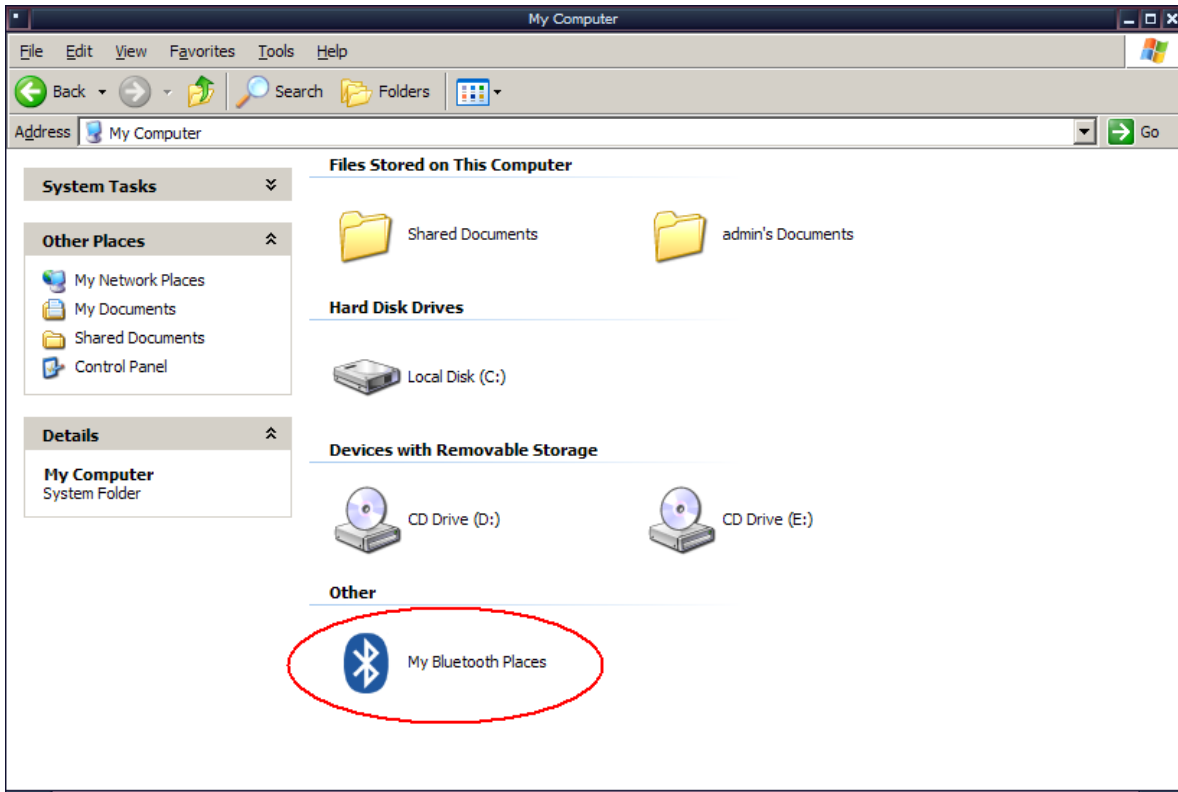 My Computer
File Edit View Favorites Tools Help
Back Search Folders
Address My Computer Go
System Tasks
Other Places
My Network Places
My Documents
Shared Documents
Control Panel
Details
My Computer
System Folder
Files Stored on This Computer
Shared Documents admin's Documents
Hard Disk Drives
Local Disk (C:)
Devices with Removable Storage
CD Drive (D:) CD Drive (E:)
Other
My Bluetooth Places